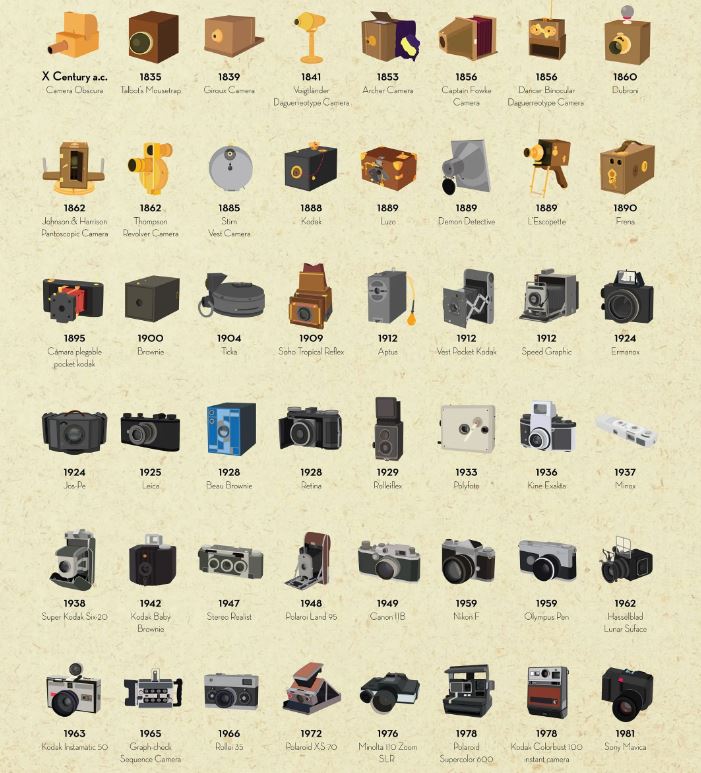 X Century a.c. 1835 1839 1841 1853 1856 1856 1860
Camera Obscura Talbot's Mousetrap Giroux Camera Voigtländer Archer Camera Captain Fowke Dancer Binocular Dubroni
Daguerreotype Camera Camera Daguerreotype Camera
1862 1862 1885 1888 1889 1889 1889 1890
Johnson & Harrison Thompson Stirn Kodak Luzo Demon Detective L'Escopette Frena
Pantoscopic Camera Revolver Camera Vest Camera
1895 1900 1904 1909 1912 1912 1912 1924
Cámara plegable Brownie Ticka Soho Tropical Reflex Aptus Vest Pocket Kodak Speed Graphic Ermanox
pocket kodak
1924 1925 1928 1928 1929 1933 1936 1937
Jos-Pe Leica Beau Brownie Retina Rolleiflex Polyfoto Kine Exakta Minox
1938 1942 1947 1948 1949 1959 1959 1962
Super Kodak Six-20 Kodak Baby Stereo Realist Polaroi Land 95 Canon IIB Nikon F Olympus Pen Hasselblad
Brownie Lunar Suface
1963 1965 1966 1972 1976 1978 1978 1981
Kodak Instamatic 50 Graph-check Rollei 35 Polaroid XS 70 Minolta 110 Zoom Polaroid Kodak Colorbust 100 Sony Mavica
Sequence Camera SLR Supercolor 600 instant camera